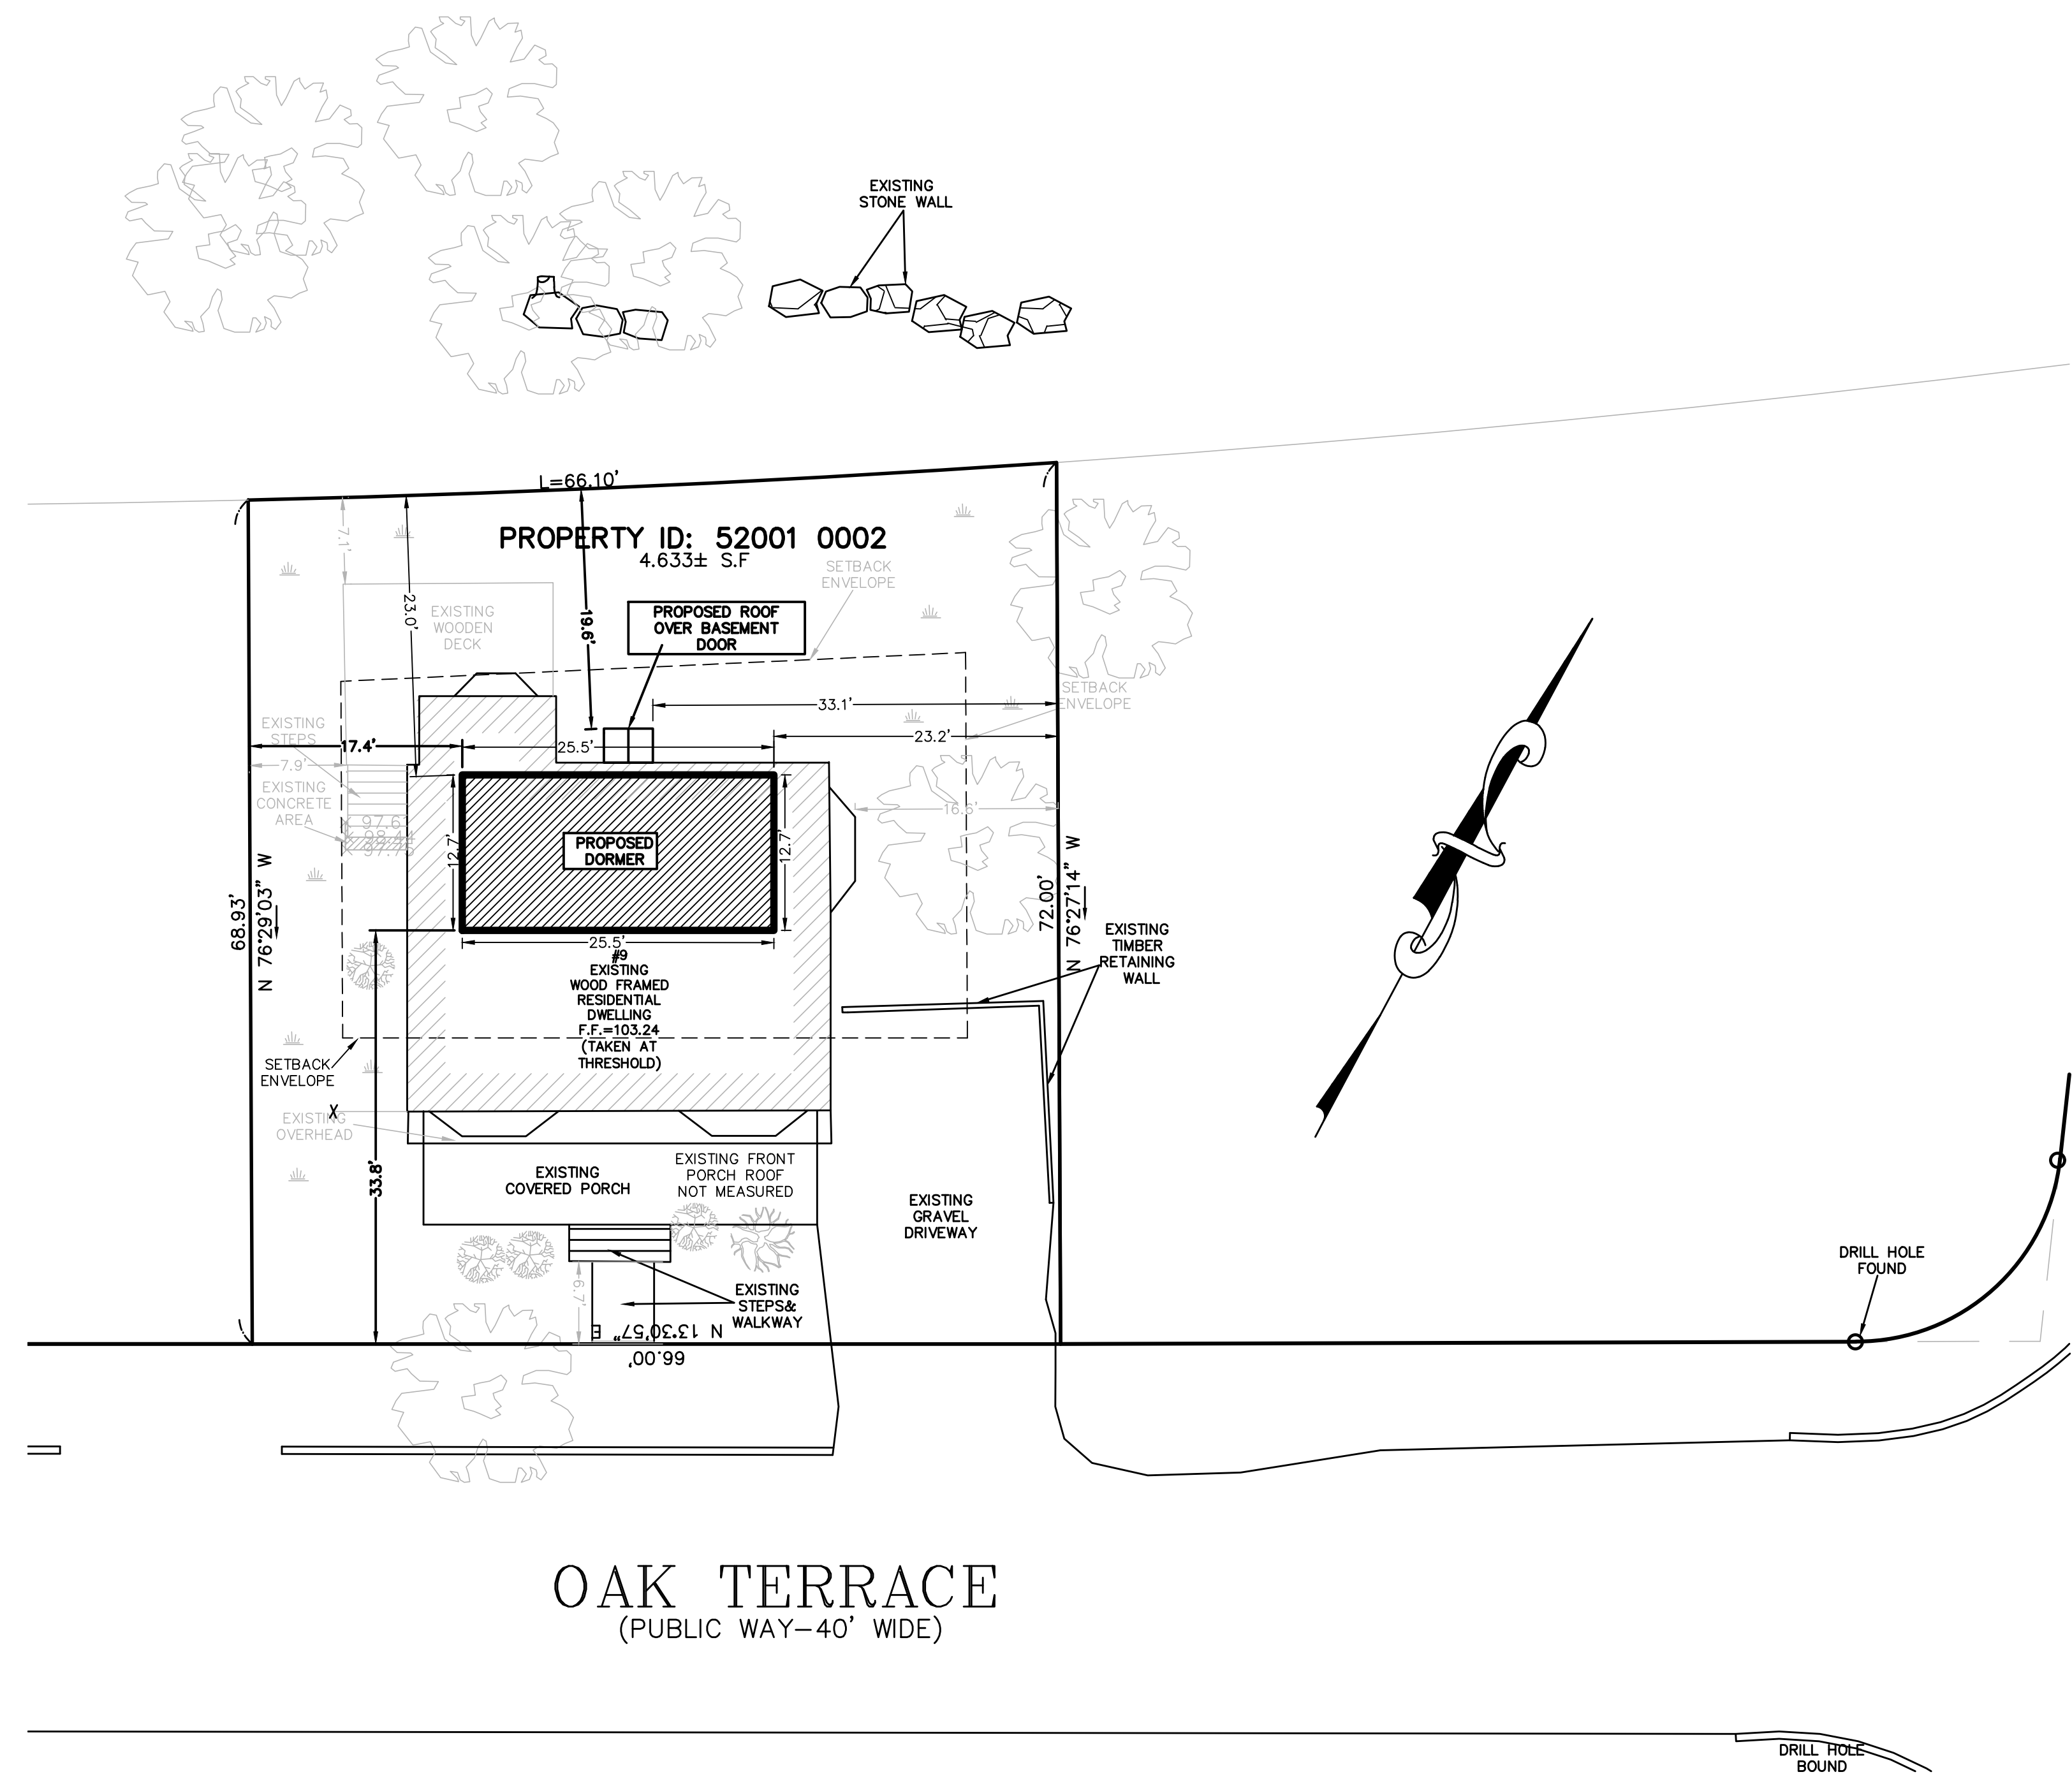 EXISTING
STONE WALL
L=66.10'
PROPERTY ID: 52001 0002
4.633± S.F
7.1'
23.0'
19.6'
SETBACK
ENVELOPE
EXISTING
WOODEN
DECK
PROPOSED ROOF
OVER BASEMENT
DOOR
SETBACK
ENVELOPE
33.1'
EXISTING
STEPS
17.4'
25.5'
23.2'
7.9'
EXISTING
CONCRETE
AREA
16.6'
12.7'
12.7'
PROPOSED
DORMER
68.93'
N 76°29'03" W
72.00'
N 76°27'14" W
25.5'
#9
EXISTING
WOOD FRAMED
RESIDENTIAL
DWELLING
F.F.=103.24
(TAKEN AT
THRESHOLD)
EXISTING
TIMBER
RETAINING
WALL
SETBACK
ENVELOPE
X
EXISTING
OVERHEAD
33.8'
EXISTING
COVERED PORCH
EXISTING FRONT
PORCH ROOF
NOT MEASURED
EXISTING
GRAVEL
DRIVEWAY
6.7'
EXISTING
STEPS&
WALKWAY
N 13°30'57" E
66.00'
DRILL HOLE
FOUND
OAK TERRACE
(PUBLIC WAY-40' WIDE)
DRILL HOLE
BOUND